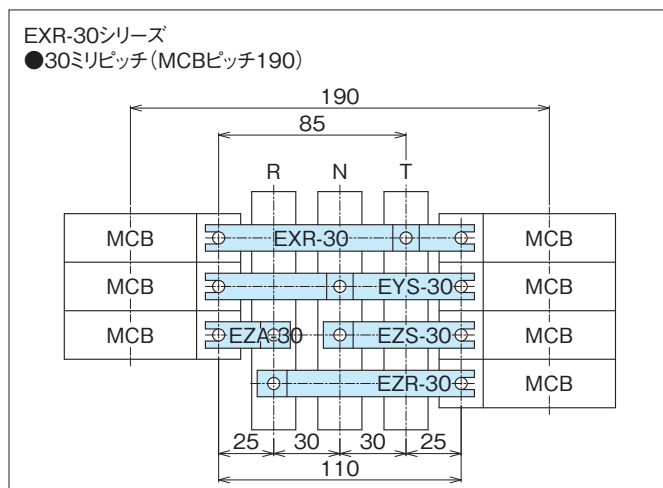 EXR-30シリーズ
●30ミリピッチ（MCBピッチ190）
190
85
R N T
MCB EXR-30 MCB
MCB EYS-30 MCB
MCB EZA-30 EZS-30 MCB
EZR-30 MCB
25 30 30 25
110